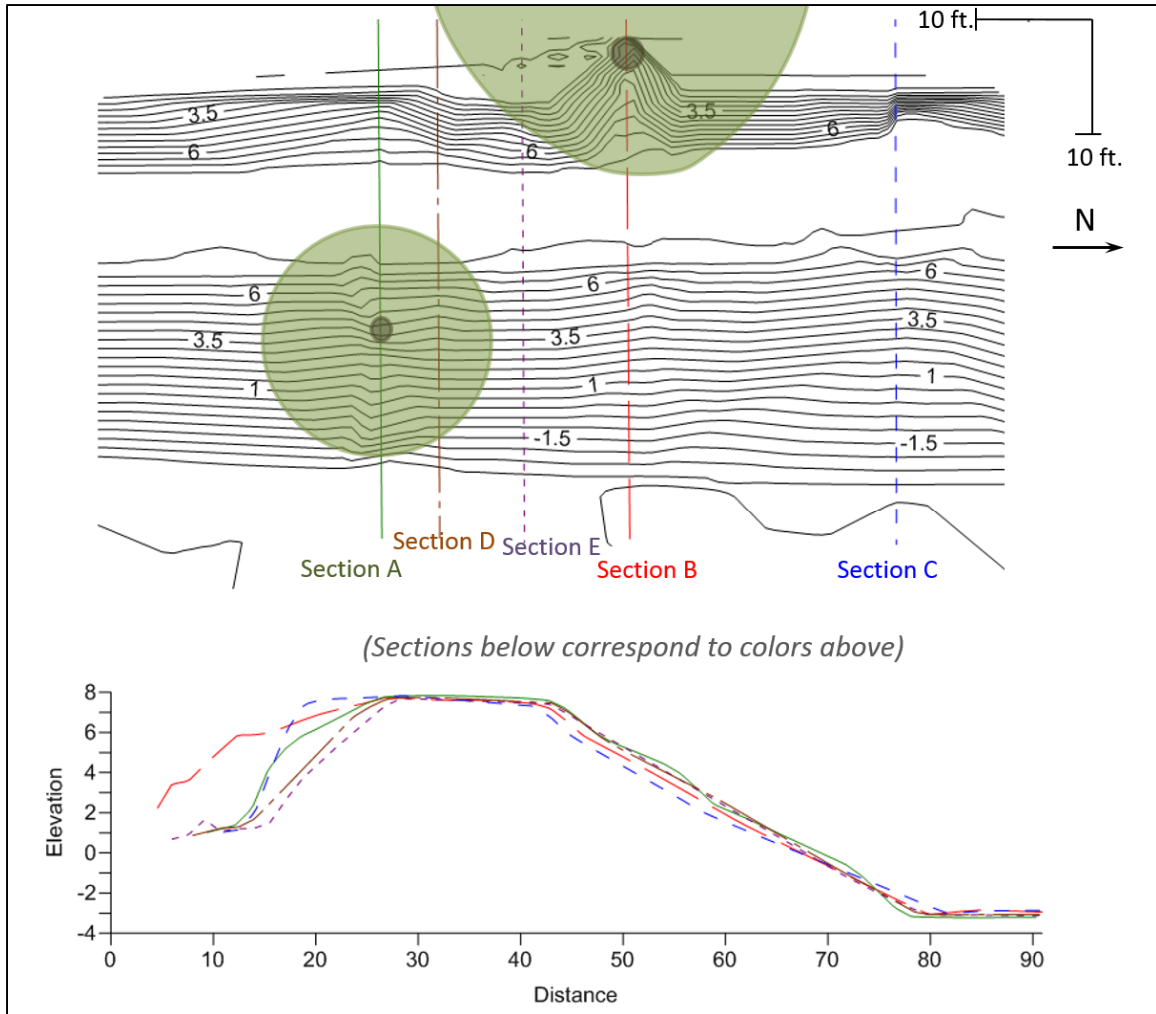 10 ft.
10 ft.
N
3.5
3.5
6
6
6
6
6
6
3.5
3.5
3.5
1
1
1
-1.5
-1.5
Section D
Section E
Section A
Section B
Section C
(Sections below correspond to colors above)
8
6
4
2
0
-2
-4
Elevation
0 10 20 30 40 50 60 70 80 90
Distance